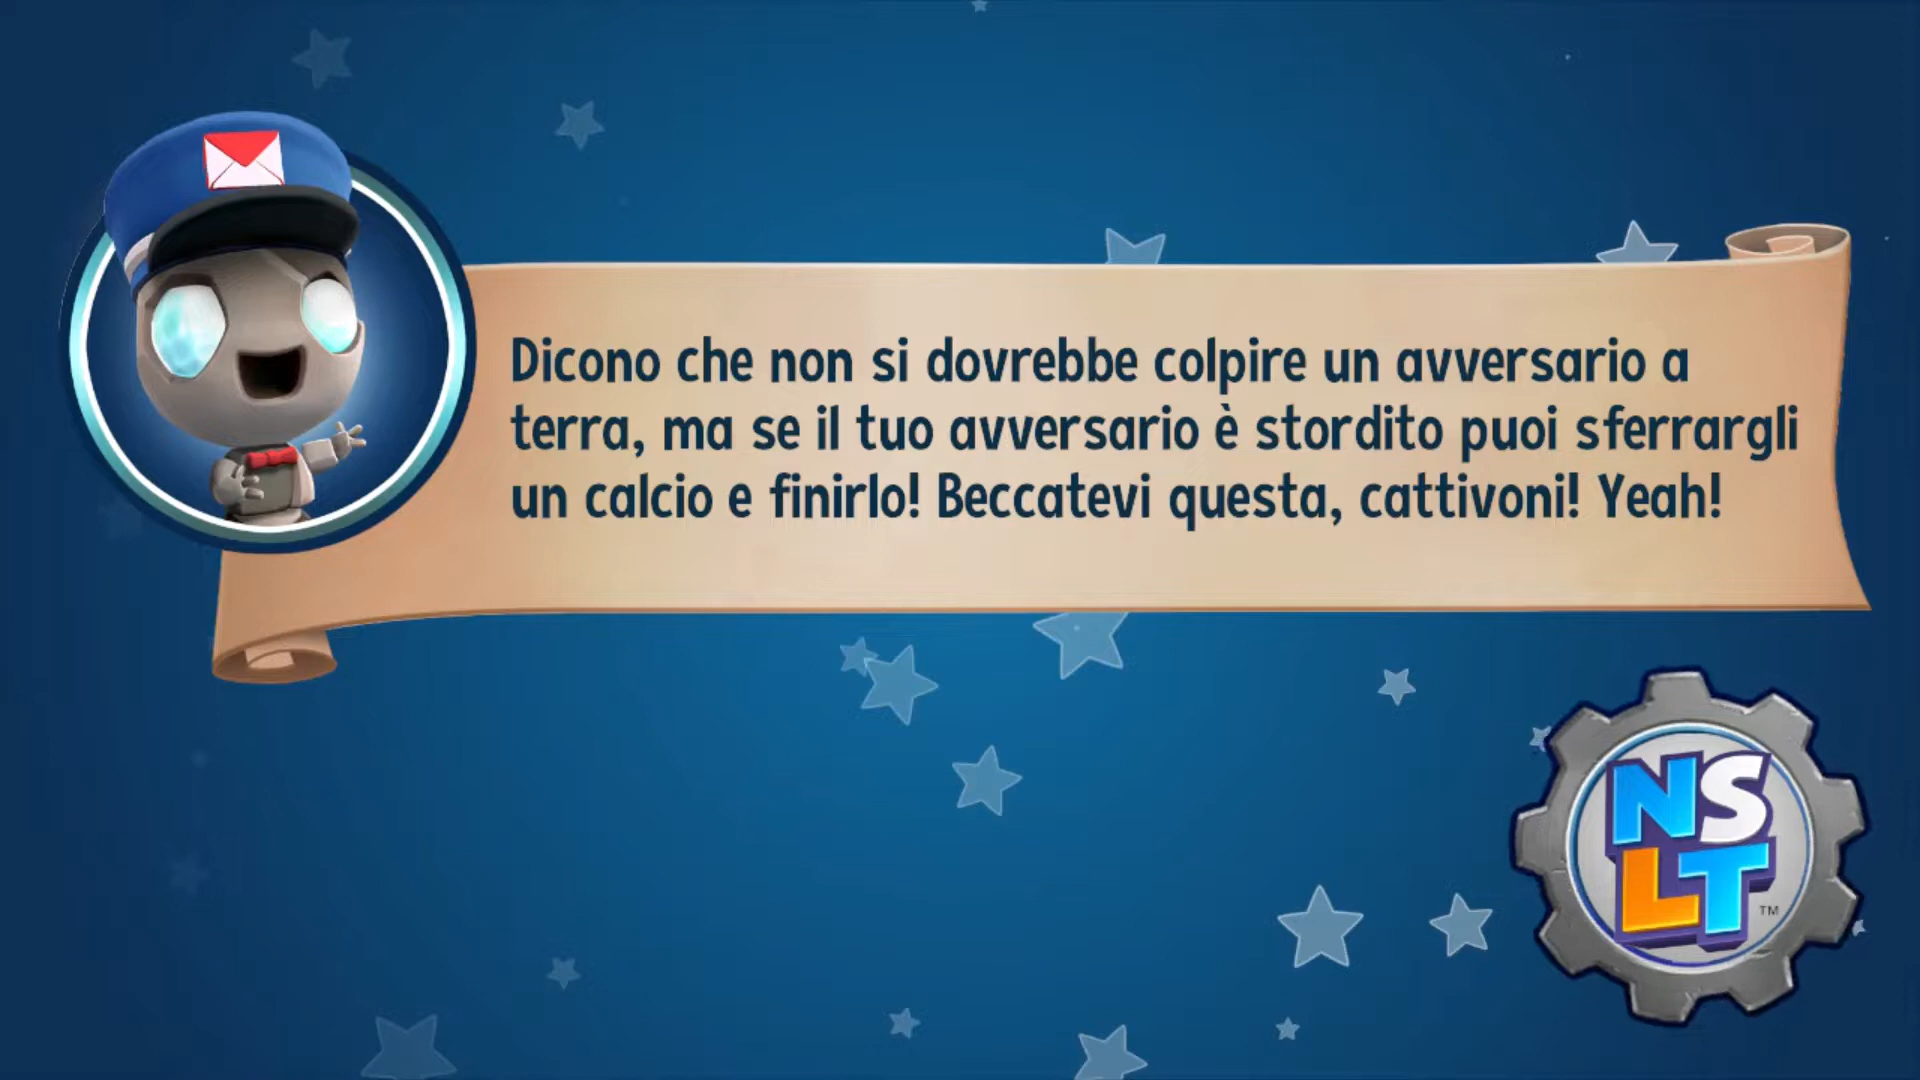 Dicono che non si dovrebbe colpire un avversario a
terra, ma se il tuo avversario è stordito puoi sferrargli
un calcio e finirlo! Beccatevi questa, cattivoni! Yeah!
NS
LT
TM